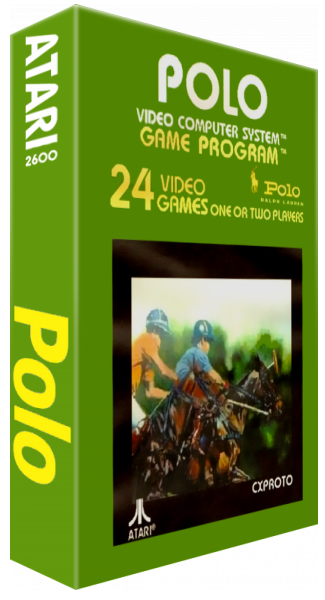 ATARI
2600
Polo
POLO
VIDEO COMPUTER SYSTEM™
GAME PROGRAM™
24 VIDEO GAMES ONE OR TWO PLAYERS
Polo
RALPH LAUREN
CXPROTO
ATARI®